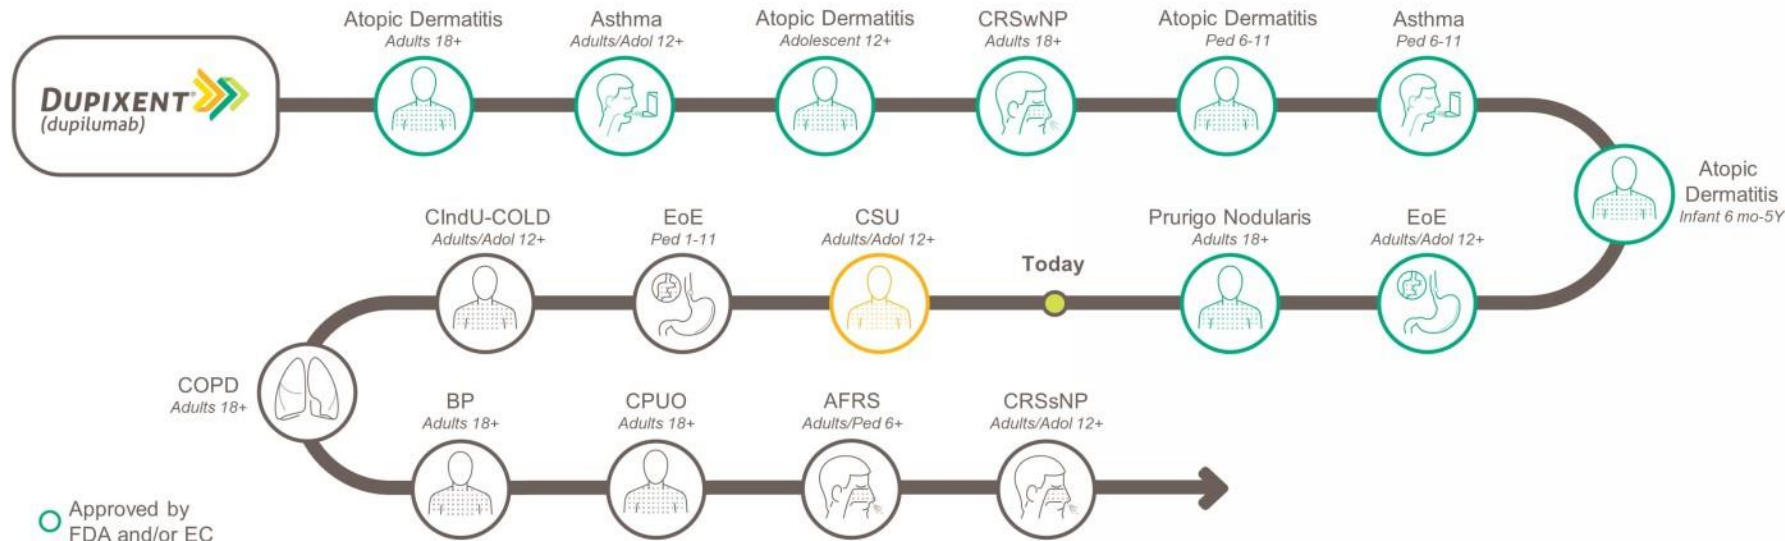 Atopic Dermatitis
Adults 18+
Asthma
Adults/Adol 12+
Atopic Dermatitis
Adolescent 12+
CRSwNP
Adults 18+
Atopic Dermatitis
Ped 6-11
Asthma
Ped 6-11
DUPIXENT®
(dupilumab)
Atopic
Dermatitis
Infant 6 mo-5Y
CIndU-COLD
Adults/Adol 12+
EoE
Ped 1-11
CSU
Adults/Adol 12+
Today
Prurigo Nodularis
Adults 18+
EoE
Adults/Adol 12+
COPD
Adults 18+
BP
Adults 18+
CPUO
Adults 18+
AFRS
Adults/Ped 6+
CRSsNP
Adults/Adol 12+
Approved by
FDA and/or EC